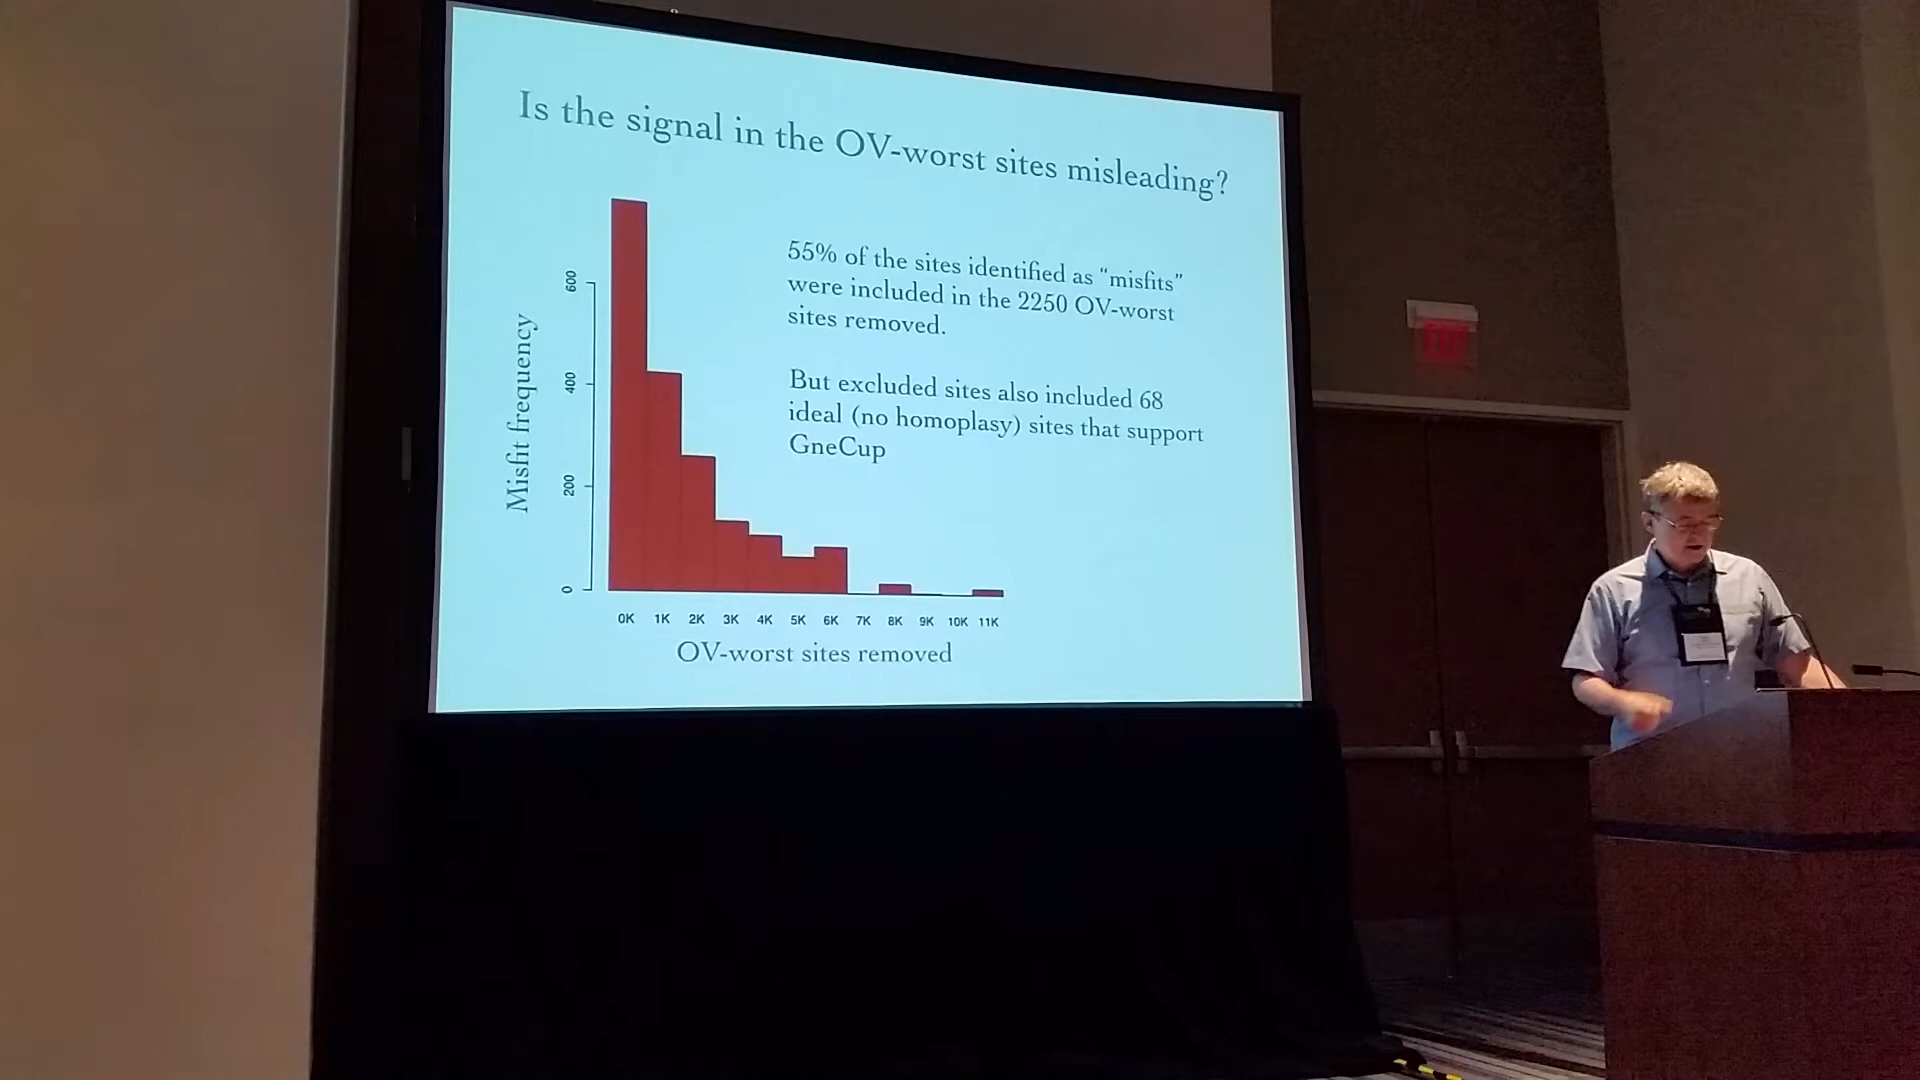 Is the signal in the OV-worst sites misleading?
55% of the sites identified as “misfits”
were included in the 2250 OV-worst
sites removed.
But excluded sites also included 68
ideal (no homoplasy) sites that support
GneCup
Misfit frequency
600
400
200
0
0K 1K 2K 3K 4K 5K 6K 7K 8K 9K 10K 11K
OV-worst sites removed